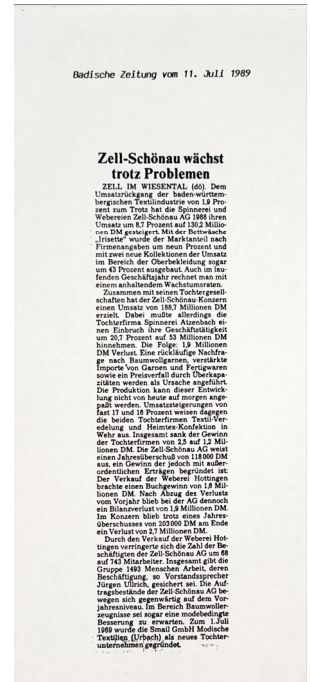 Badische Zeitung vom 11. Juli 1989
Zell-Schönau wächst
trotz Problemen
ZELL IM WIESENTAL (dö). Dem
Umsatzrückgang der baden-württem-
bergischen Textilindustrie von 1,9 Pro-
zent zum Trotz hat die Spinnerei und
Webereien Zell-Schönau AG 1988 ihren
Umsatz um 8,7 Prozent auf 130,2 Millio-
nen DM gesteigert. Mit der Bettwäsche
„Irisette" wurde der Marktanteil nach
Firmenangaben um neun Prozent und
mit zwei neue Kollektionen der Umsatz
im Bereich der Oberbekleidung sogar
um 43 Prozent ausgebaut. Auch im lau-
fenden Geschäftsjahr rechnet man mit
einem anhaltendem Wachstumsraten.
Zusammen mit seinen Tochtergesell-
schaften hat der Zell-Schönau-Konzern
einen Umsatz von 188,7 Millionen DM
erzielt. Dabei mußte allerdings die
Tochterfirma Spinnerei Atzenbach ei-
nen Einbruch ihre Geschäftstätigkeit
um 20,7 Prozent auf 53 Millionen DM
hinnehmen. Die Folge: 1,9 Millionen
DM Verlust. Eine rückläufige Nachfra-
ge nach Baumwollgarnen, verstärkte
Importe von Garnen und Fertigwaren
sowie ein Preisverfall durch Überkapa-
zitäten werden als Ursache angeführt.
Die Produktion kann dieser Entwick-
lung nicht von heute auf morgen ange-
paßt werden. Umsatzsteigerungen von
fast 17 und 16 Prozent weisen dagegen
die beiden Tochterfirmen Textil-Ver-
edelung und Heimtex-Konfektion in
Wehr aus. Insgesamt sank der Gewinn
der Tochterfirmen von 2,5 auf 1,2 Mil-
lionen DM. Die Zell-Schönau AG weist
einen Jahresüberschuß von 118 000 DM
aus, ein Gewinn der jedoch mit außer-
ordentlichen Erträgen begründet ist:
Der Verkauf der Weberei Hottingen
brachte einen Buchgewinn von 1,8 Mil-
lionen DM. Nach Abzug des Verlusts
vom Vorjahr blieb bei der AG dennoch
ein Bilanzverlust von 1,9 Millionen DM.
Im Konzern blieb trotz eines Jahres-
überschusses von 203 000 DM am Ende
ein Verlust von 2,7 Millionen DM.
Durch den Verkauf der Weberei Hot-
tingen verringerte sich die Zahl der Be-
schäftigten der Zell-Schönau AG um 68
auf 743 Mitarbeiter. Insgesamt gibt die
Gruppe 1493 Menschen Arbeit, deren
Beschäftigung, so Vorstandssprecher
Jürgen Ullrich, gesichert sei. Die Auf-
tragsbestände der Zell-Schönau AG be-
wegen sich gegenwärtig auf dem Vor-
jahresniveau. Im Bereich Baumwoller-
zeugnisse sei sogar eine modebedingte
Besserung zu erwarten. Zum 1. Juli
1989 wurde die Smail GmbH Modische
Textilien (Urbach) als neues Tochter-
unternehmen gegründet.